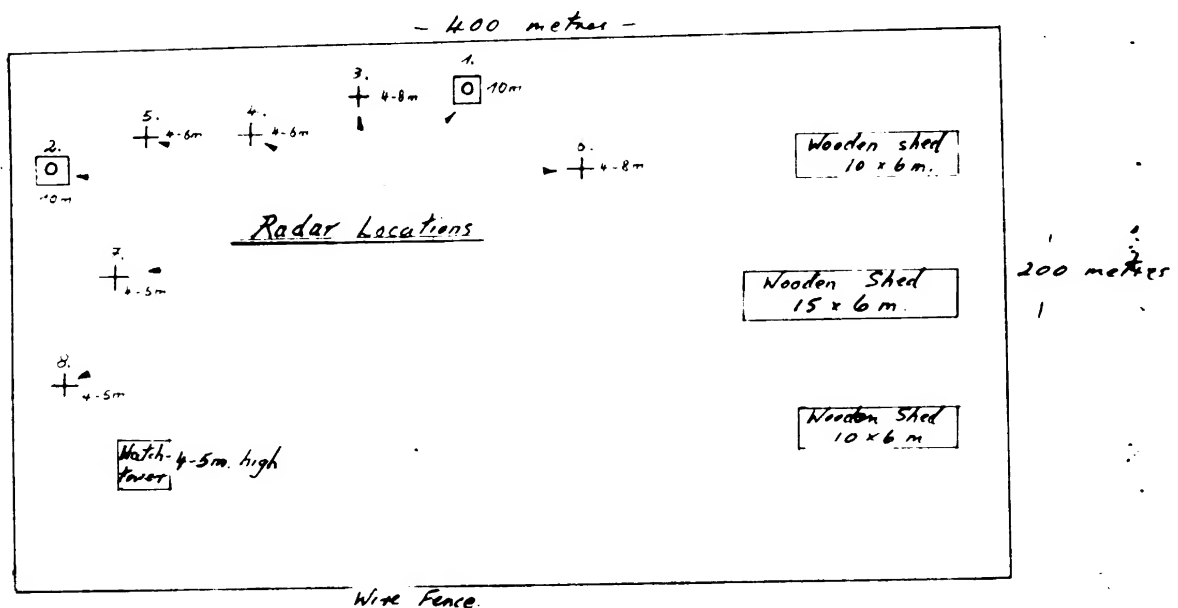 - 400 metres -
1.
10m
3.
4-8m
4.
4-6m
5.
4-6m
2.
10m
6.
4-8m
Wooden shed
10 x 6 m.
Radar Locations
7.
4-5m
Wooden Shed
15 x 6 m.
200 metres
8.
4-5m
Wooden Shed
10 x 6 m
Watch-
tower
4-5m. high
Wire Fence.